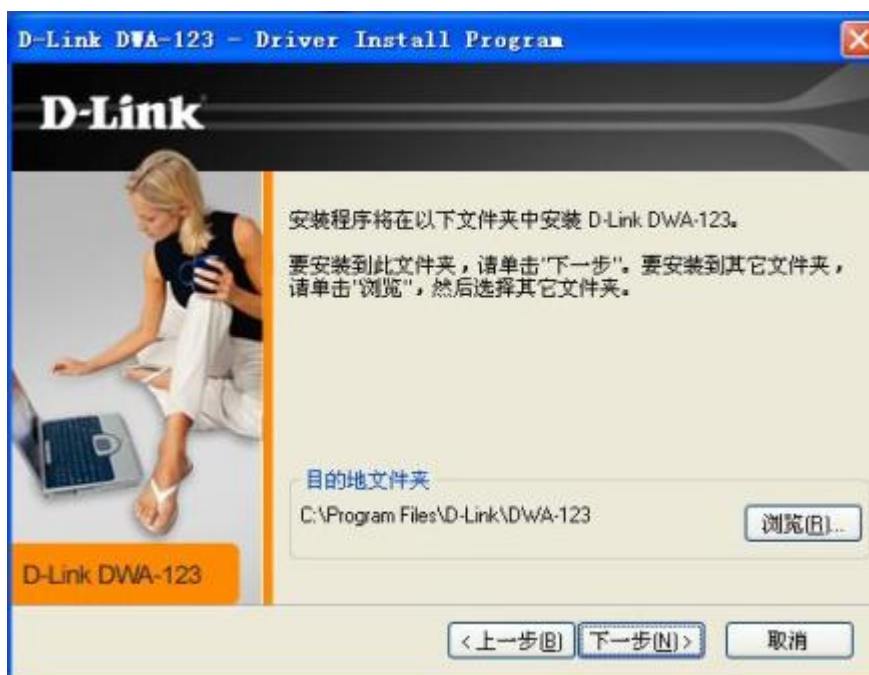 D-Link DWA-123 - Driver Install Program
D-Link
安装程序将在以下文件夹中安装 D-Link DWA-123。
要安装到此文件夹，请单击"下一步"。要安装到其它文件夹，
请单击"浏览"，然后选择其它文件夹。
目的地文件夹
C:\Program Files\D-Link\DWA-123
浏览(R)...
D-Link DWA-123
<上一步(B)
下一步(N)>
取消